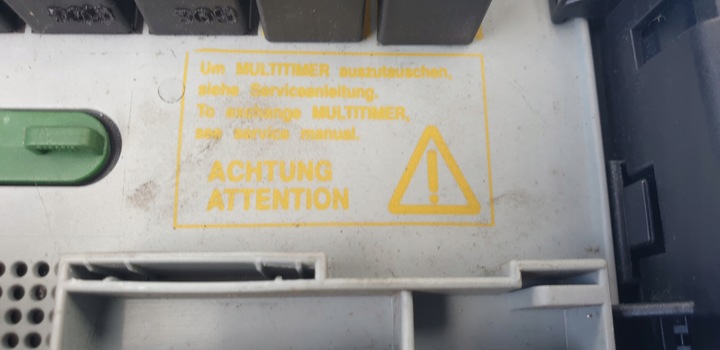 Um MULTITIMER auszutauschen,
siehe Serviceanleitung.
To exchange MULTITIMER,
see service manual.
ACHTUNG
ATTENTION